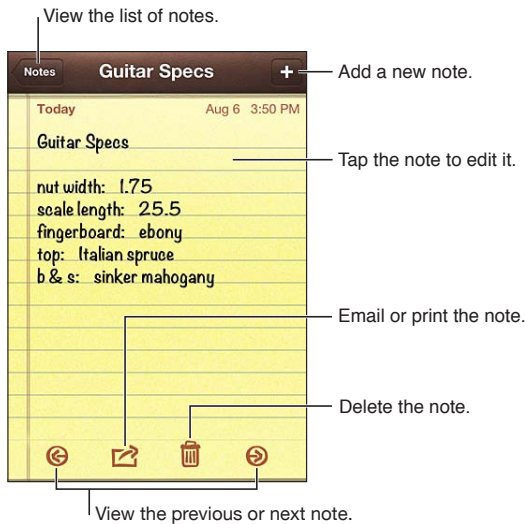 View the list of notes.
Notes Guitar Specs +
Add a new note.
Today Aug 6 3:50 PM
Guitar Specs
Tap the note to edit it.
nut width: 1.75
scale length: 25.5
fingerboard: ebony
top: Italian spruce
b & s: sinker mahogany
Email or print the note.
Delete the note.
View the previous or next note.